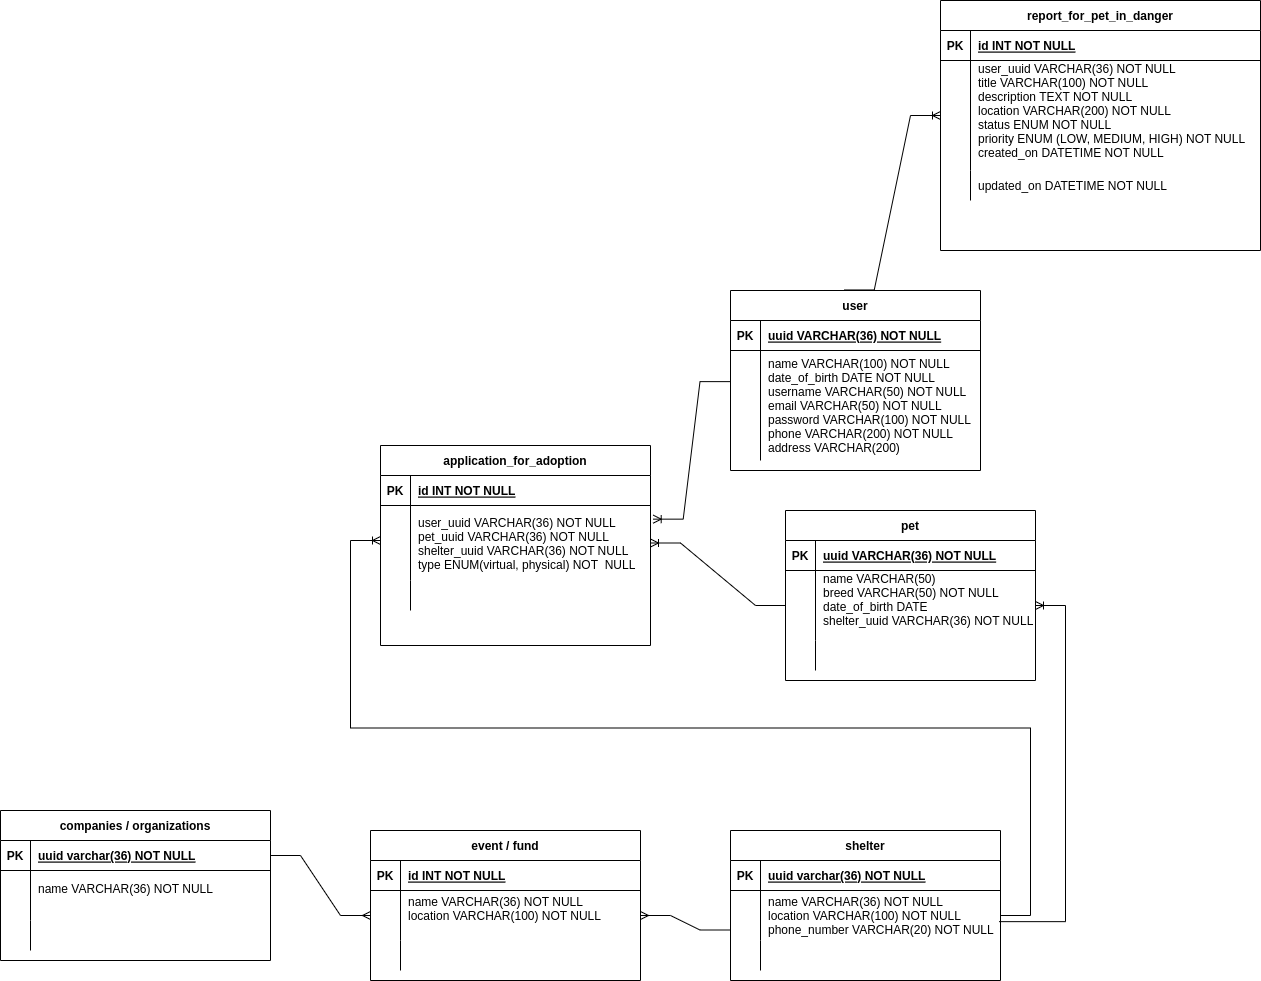 report_for_pet_in_danger
PK id INT NOT NULL
user_uuid VARCHAR(36) NOT NULL
title VARCHAR(100) NOT NULL
description TEXT NOT NULL
location VARCHAR(200) NOT NULL
status ENUM NOT NULL
priority ENUM (LOW, MEDIUM, HIGH) NOT NULL
created_on DATETIME NOT NULL
updated_on DATETIME NOT NULL
user
PK uuid VARCHAR(36) NOT NULL
name VARCHAR(100) NOT NULL
date_of_birth DATE NOT NULL
username VARCHAR(50) NOT NULL
email VARCHAR(50) NOT NULL
password VARCHAR(100) NOT NULL
phone VARCHAR(200) NOT NULL
address VARCHAR(200)
application_for_adoption
PK id INT NOT NULL
user_uuid VARCHAR(36) NOT NULL
pet_uuid VARCHAR(36) NOT NULL
shelter_uuid VARCHAR(36) NOT NULL
type ENUM(virtual, physical) NOT  NULL
pet
PK uuid VARCHAR(36) NOT NULL
name VARCHAR(50)
breed VARCHAR(50) NOT NULL
date_of_birth DATE
shelter_uuid VARCHAR(36) NOT NULL
companies / organizations
PK uuid varchar(36) NOT NULL
name VARCHAR(36) NOT NULL
event / fund
PK id INT NOT NULL
name VARCHAR(36) NOT NULL
location VARCHAR(100) NOT NULL
shelter
PK uuid varchar(36) NOT NULL
name VARCHAR(36) NOT NULL
location VARCHAR(100) NOT NULL
phone_number VARCHAR(20) NOT NULL